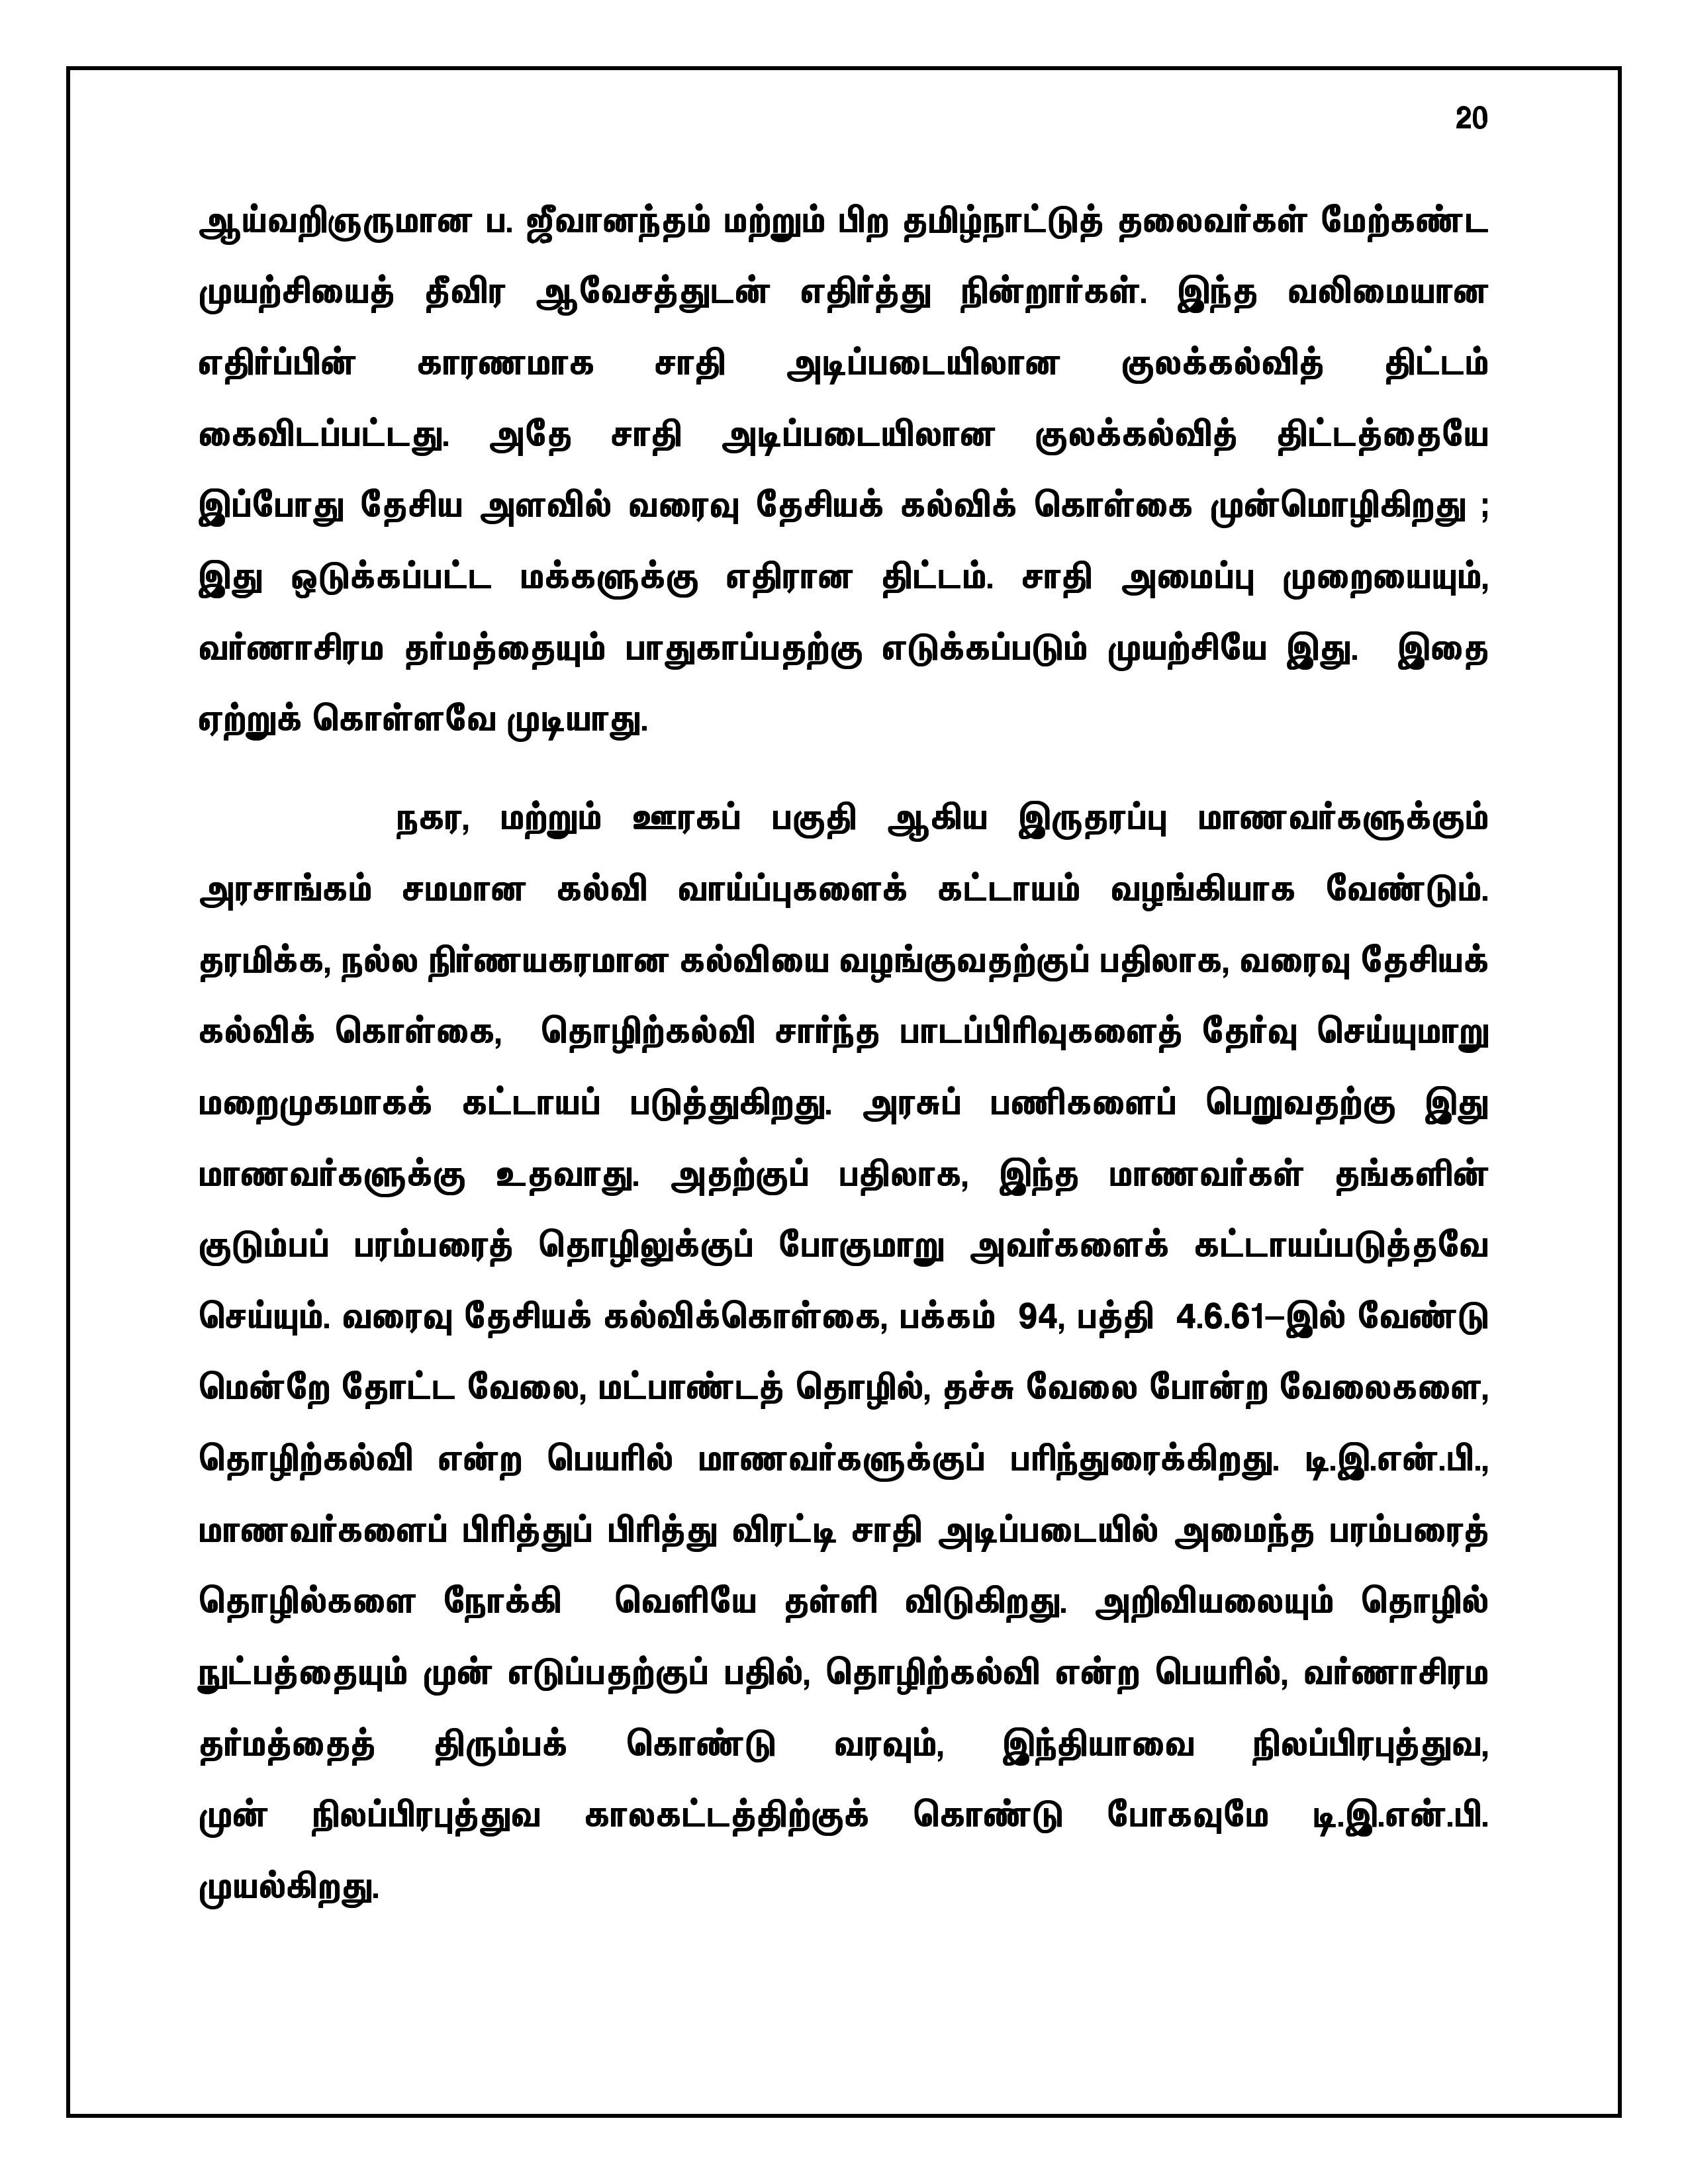 20
ஆய்வறிஞருமான ப. ஜீவானந்தம் மற்றும் பிற தமிழ்நாட்டுத் தலைவர்கள் மேற்கண்ட
முயற்சியைத் தீவிர ஆவேசத்துடன் எதிர்த்து நின்றார்கள். இந்த வலிமையான
எதிர்ப்பின் காரணமாக சாதி அடிப்படையிலான குலக்கல்வித் திட்டம்
கைவிடப்பட்டது. அதே சாதி அடிப்படையிலான குலக்கல்வித் திட்டத்தையே
இப்போது தேசிய அளவில் வரைவு தேசியக் கல்விக் கொள்கை முன்மொழிகிறது ;
இது ஒடுக்கப்பட்ட மக்களுக்கு எதிரான திட்டம். சாதி அமைப்பு முறையையும்,
வர்ணாசிரம தர்மத்தையும் பாதுகாப்பதற்கு எடுக்கப்படும் முயற்சியே இது. இதை
ஏற்றுக் கொள்ளவே முடியாது.
நகர, மற்றும் ஊரகப் பகுதி ஆகிய இருதரப்பு மாணவர்களுக்கும்
அரசாங்கம் சமமான கல்வி வாய்ப்புகளைக் கட்டாயம் வழங்கியாக வேண்டும்.
தரமிக்க, நல்ல நிர்ணயகரமான கல்வியை வழங்குவதற்குப் பதிலாக, வரைவு தேசியக்
கல்விக் கொள்கை, தொழிற்கல்வி சார்ந்த பாடப்பிரிவுகளைத் தேர்வு செய்யுமாறு
மறைமுகமாகக் கட்டாயப் படுத்துகிறது. அரசுப் பணிகளைப் பெறுவதற்கு இது
மாணவர்களுக்கு உதவாது. அதற்குப் பதிலாக, இந்த மாணவர்கள் தங்களின்
குடும்பப் பரம்பரைத் தொழிலுக்குப் போகுமாறு அவர்களைக் கட்டாயப்படுத்தவே
செய்யும். வரைவு தேசியக் கல்விக்கொள்கை, பக்கம் 94, பத்தி 4.6.61–இல் வேண்டு
மென்றே தோட்ட வேலை, மட்பாண்டத் தொழில், தச்சு வேலை போன்ற வேலைகளை,
தொழிற்கல்வி என்ற பெயரில் மாணவர்களுக்குப் பரிந்துரைக்கிறது. டி.இ.என்.பி.,
மாணவர்களைப் பிரித்துப் பிரித்து விரட்டி சாதி அடிப்படையில் அமைந்த பரம்பரைத்
தொழில்களை நோக்கி வெளியே தள்ளி விடுகிறது. அறிவியலையும் தொழில்
நுட்பத்தையும் முன் எடுப்பதற்குப் பதில், தொழிற்கல்வி என்ற பெயரில், வர்ணாசிரம
தர்மத்தைத் திரும்பக் கொண்டு வரவும், இந்தியாவை நிலப்பிரபுத்துவ,
முன் நிலப்பிரபுத்துவ காலகட்டத்திற்குக் கொண்டு போகவுமே டி.இ.என்.பி.
முயல்கிறது.